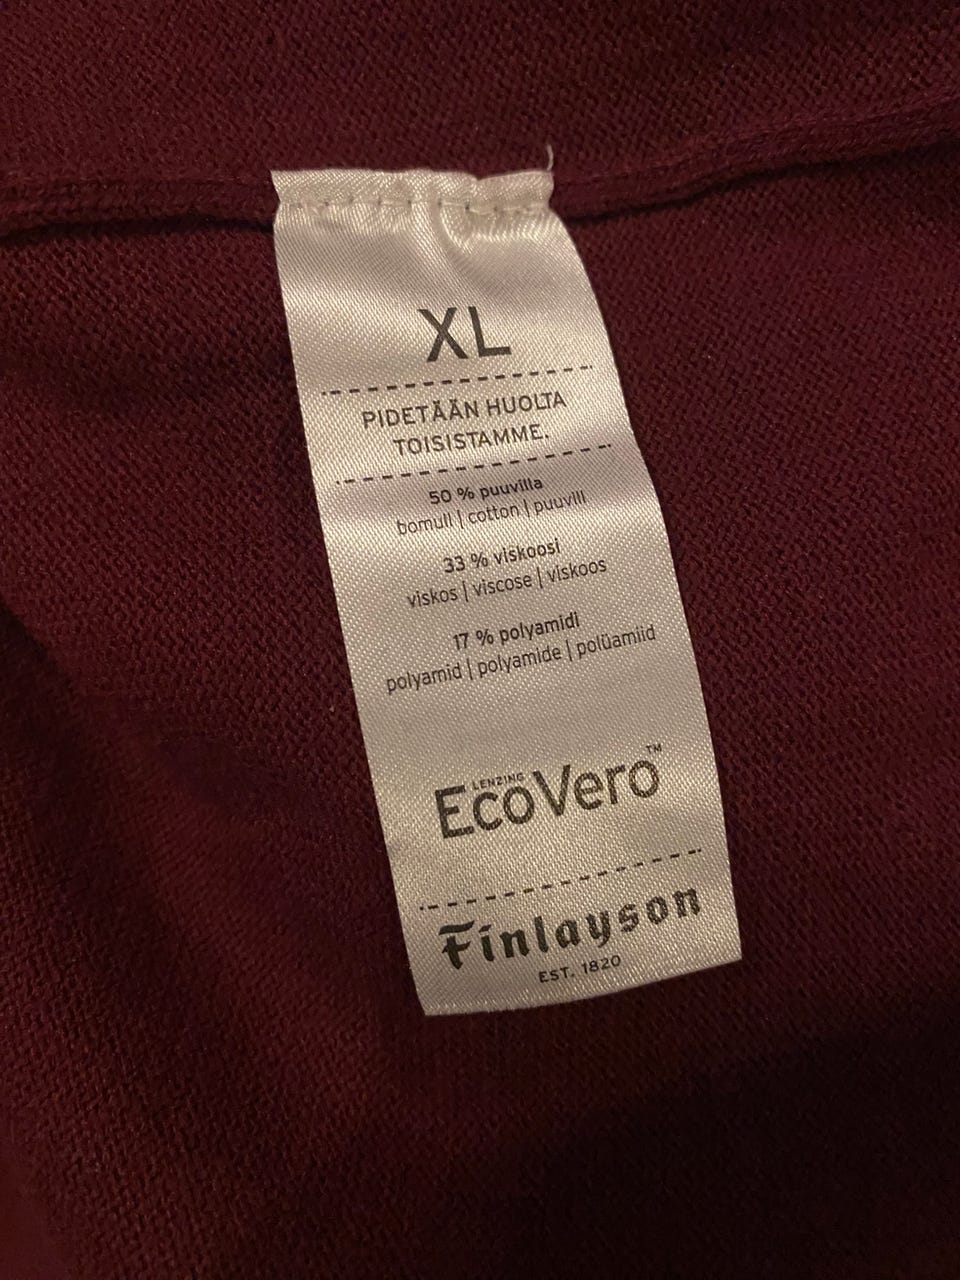 XL
PIDETÄÄN HUOLTA
TOISISTAMME.
50 % puuvilla
bomull | cotton | puuvill
33 % viskoosi
viskos | viscose | viskoos
17 % polyamidi
polyamid | polyamide | polüamiid
LENZING
EcoVero™
Finlayson
EST. 1820